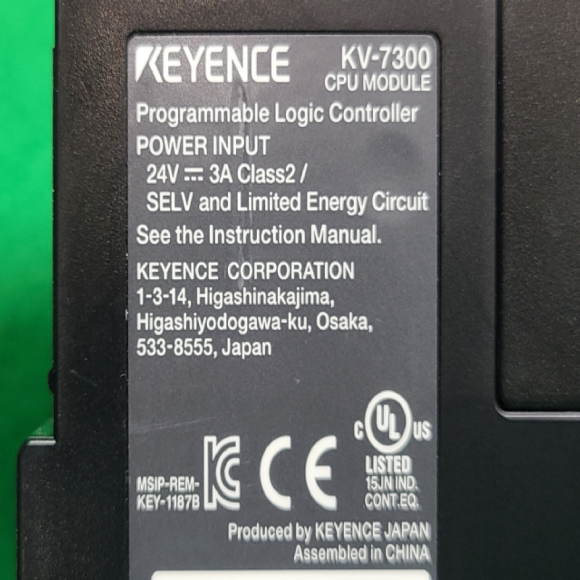 KEYENCE
KV-7300
CPU MODULE
Programmable Logic Controller
POWER INPUT
24V ⎓ 3A Class2 /
SELV and Limited Energy Circuit
See the Instruction Manual.
KEYENCE CORPORATION
1-3-14, Higashinakajima,
Higashiyodogawa-ku, Osaka,
533-8555, Japan
C UL US
LISTED
15JN IND.
CONT.EQ.
MSIP-REM-
KEY-1187B
KC CE
Produced by KEYENCE JAPAN
Assembled in CHINA